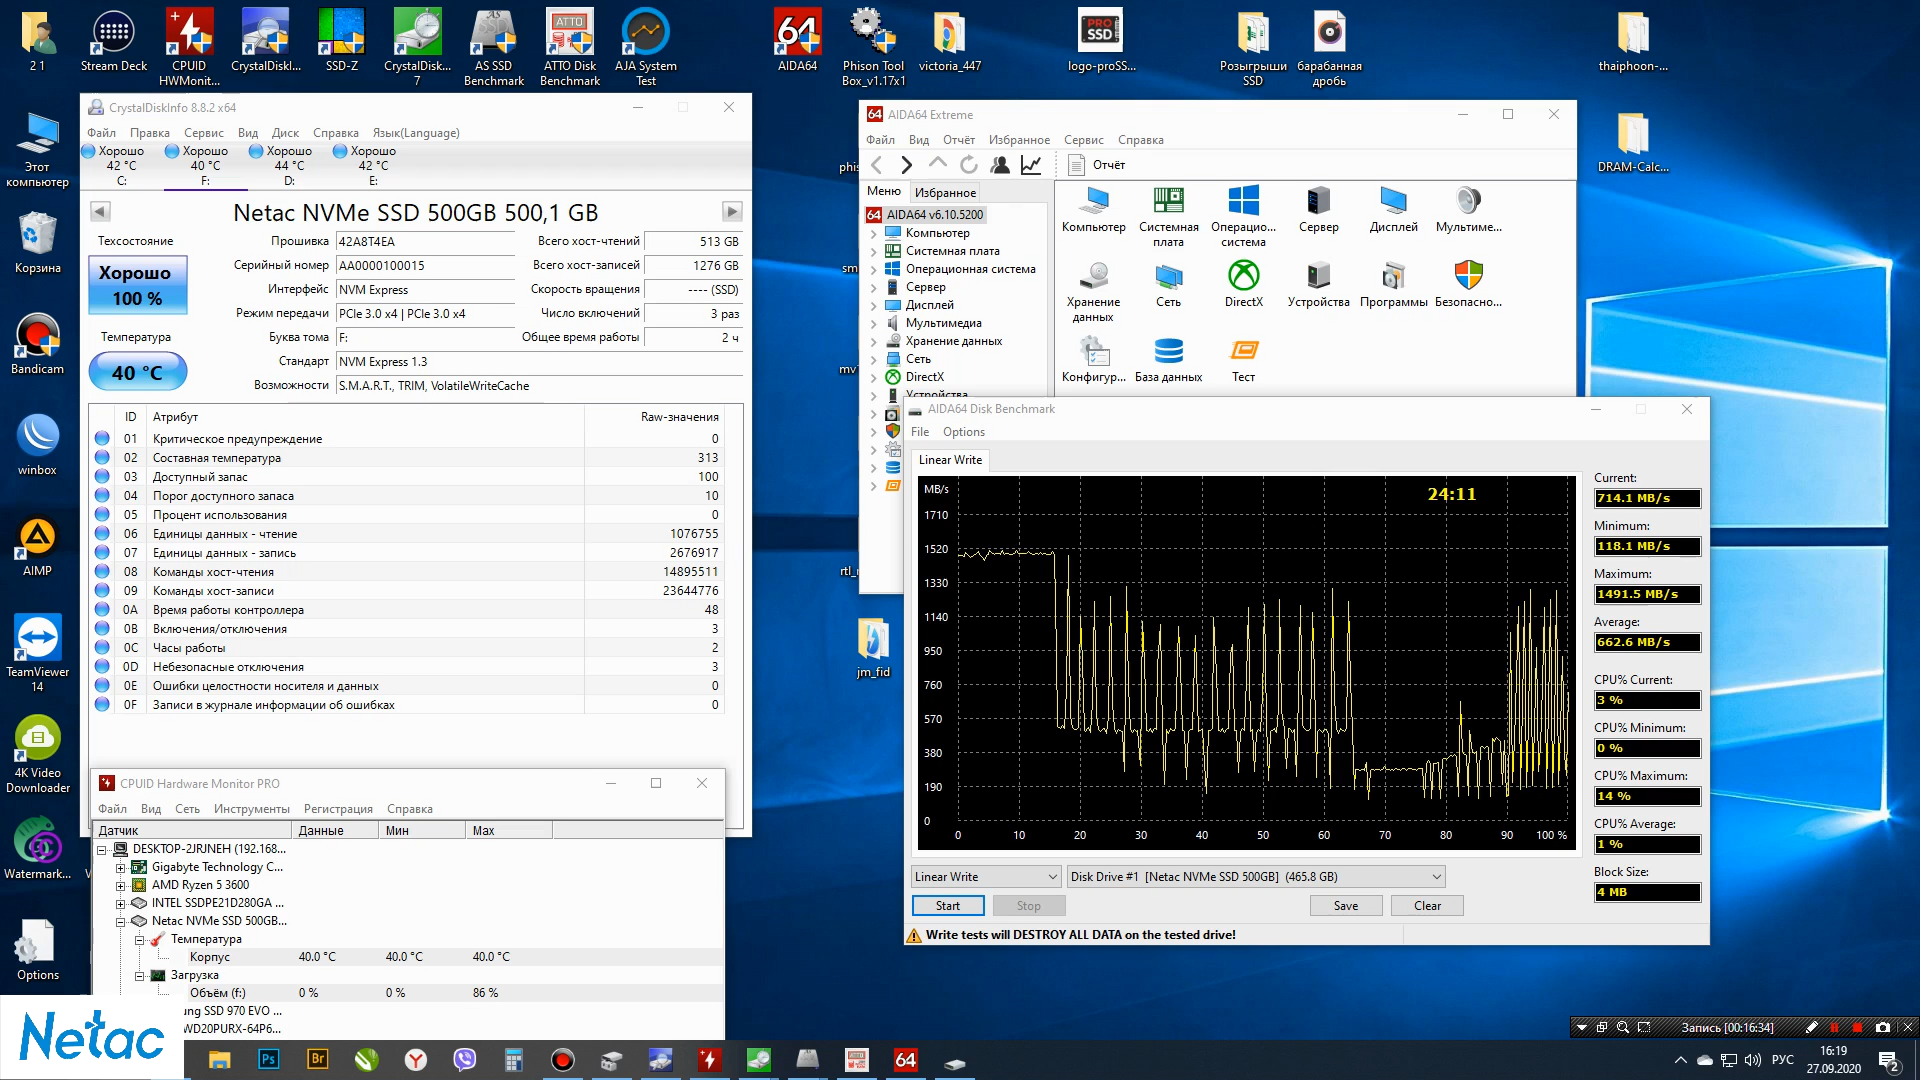 2 1
Stream Deck
CPUID HWMonit...
CrystalDiskI...
SSD-Z
CrystalDisk... 7
AS SSD Benchmark
ATTO Disk Benchmark
AJA System Test
AIDA64
Phison Tool Box_v1.17x1
victoria_447
logo-proSS...
Розыгрыши SSD
барабанная дробь
thaiphoon-...
Этот компьютер
Корзина
Bandicam
winbox
AIMP
TeamViewer 14
4K Video Downloader
Watermark...
Options
DRAM-Calc...
jm_fid
CrystalDiskInfo 8.8.2 x64
Файл Правка Сервис Вид Диск Справка Язык(Language)
Хорошо Хорошо Хорошо Хорошо
42 °C 40 °C 44 °C 42 °C
C: F: D: E:
Netac NVMe SSD 500GB 500,1 GB
Техсостояние
Хорошо
100 %
Температура
40 °C
Прошивка 42A8T4EA
Серийный номер AA0000100015
Интерфейс NVM Express
Режим передачи PCIe 3.0 x4 | PCIe 3.0 x4
Буква тома F:
Стандарт NVM Express 1.3
Возможности S.M.A.R.T., TRIM, VolatileWriteCache
Всего хост-чтений 513 GB
Всего хост-записей 1276 GB
Скорость вращения ---- (SSD)
Число включений 3 раз
Общее время работы 2 ч
ID Атрибут Raw-значения
01 Критическое предупреждение 0
02 Составная температура 313
03 Доступный запас 100
04 Порог доступного запаса 10
05 Процент использования 0
06 Единицы данных - чтение 1076755
07 Единицы данных - запись 2676917
08 Команды хост-чтения 14895511
09 Команды хост-записи 23644776
0A Время работы контроллера 48
0B Включения/отключения 3
0C Часы работы 2
0D Небезопасные отключения 3
0E Ошибки целостности носителя и данных 0
0F Записи в журнале информации об ошибках 0
CPUID Hardware Monitor PRO
Файл Вид Сеть Инструменты Регистрация Справка
Датчик Данные Мин Max
DESKTOP-2JRJNEH (192.168...
Gigabyte Technology C...
AMD Ryzen 5 3600
INTEL SSDPE21D280GA ...
Netac NVMe SSD 500GB...
Температура
Корпус 40.0 °C 40.0 °C 40.0 °C
Загрузка
Объём (f:) 0 % 0 % 86 %
ung SSD 970 EVO ...
WD20PURX-64P6...
Netac
AIDA64 Extreme
Файл Вид Отчёт Избранное Сервис Справка
Отчёт
Меню Избранное
AIDA64 v6.10.5200
Компьютер
Системная плата
Операционная система
Сервер
Дисплей
Мультимедиа
Хранение данных
Сеть
DirectX
Устройства
Компьютер
Системная плата
Операцио... система
Сервер
Дисплей
Мультиме...
Хранение данных
Сеть
DirectX
Устройства
Программы
Безопасно...
Конфигур...
База данных
Тест
AIDA64 Disk Benchmark
File Options
Linear Write
MB/s
24:11
1710
1520
1330
1140
950
760
570
380
190
0
0 10 20 30 40 50 60 70 80 90 100 %
Current:
714.1 MB/s
Minimum:
118.1 MB/s
Maximum:
1491.5 MB/s
Average:
662.6 MB/s
CPU% Current:
3 %
CPU% Minimum:
0 %
CPU% Maximum:
14 %
CPU% Average:
1 %
Block Size:
4 MB
Linear Write
Disk Drive #1 [Netac NVMe SSD 500GB] (465.8 GB)
Start Stop Save Clear
Write tests will DESTROY ALL DATA on the tested drive!
Запись [00:16:34]
РУС
16:19
27.09.2020
2